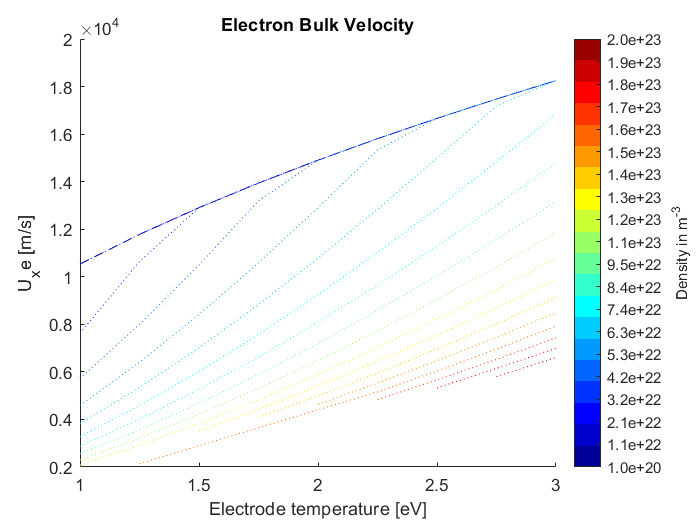 Electron Bulk Velocity
×10^4
2
1.8
1.6
1.4
1.2
1
0.8
0.6
0.4
0.2
U_x e [m/s]
1
1.5
2
2.5
3
Electrode temperature [eV]
2.0e+23
1.9e+23
1.8e+23
1.7e+23
1.6e+23
1.5e+23
1.4e+23
1.3e+23
1.2e+23
1.1e+23
9.5e+22
8.4e+22
7.4e+22
6.3e+22
5.3e+22
4.2e+22
3.2e+22
2.1e+22
1.1e+22
1.0e+20
Density in m^-3